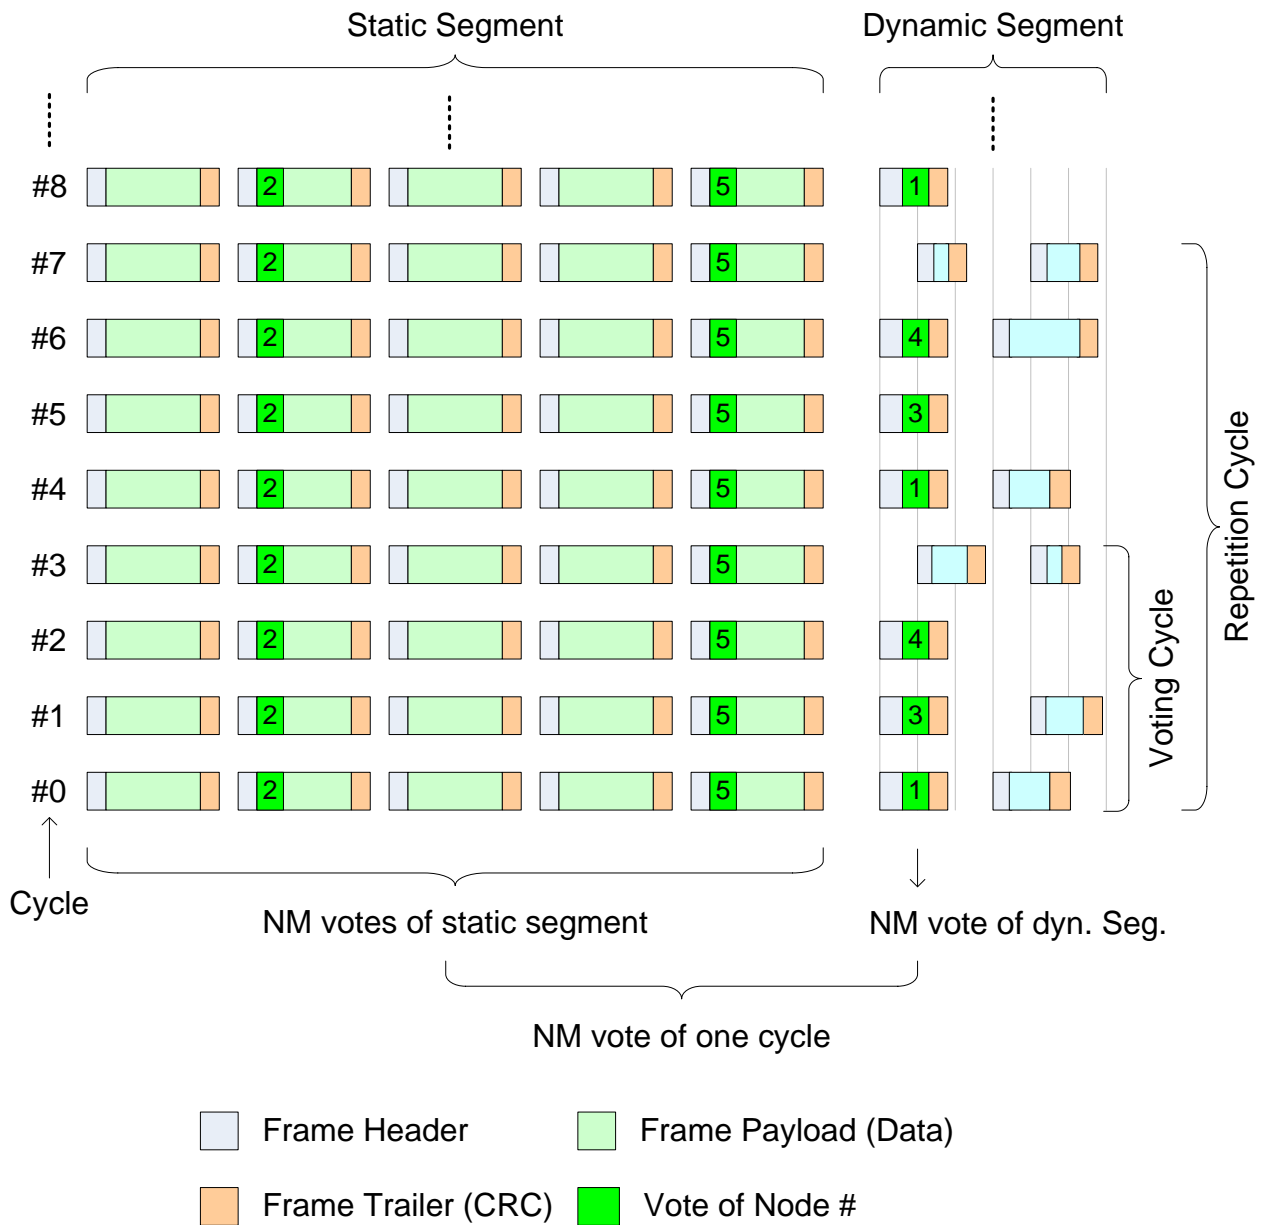 Static Segment Dynamic Segment
#8 2 5 1
#7 2 5
#6 2 5 4
#5 2 5 3
#4 2 5 1
#3 2 5
#2 2 5 4
#1 2 5 3
#0 2 5 1
Voting Cycle
Repetition Cycle
Cycle
NM votes of static segment NM vote of dyn. Seg.
NM vote of one cycle
Frame Header Frame Payload (Data)
Frame Trailer (CRC) Vote of Node #